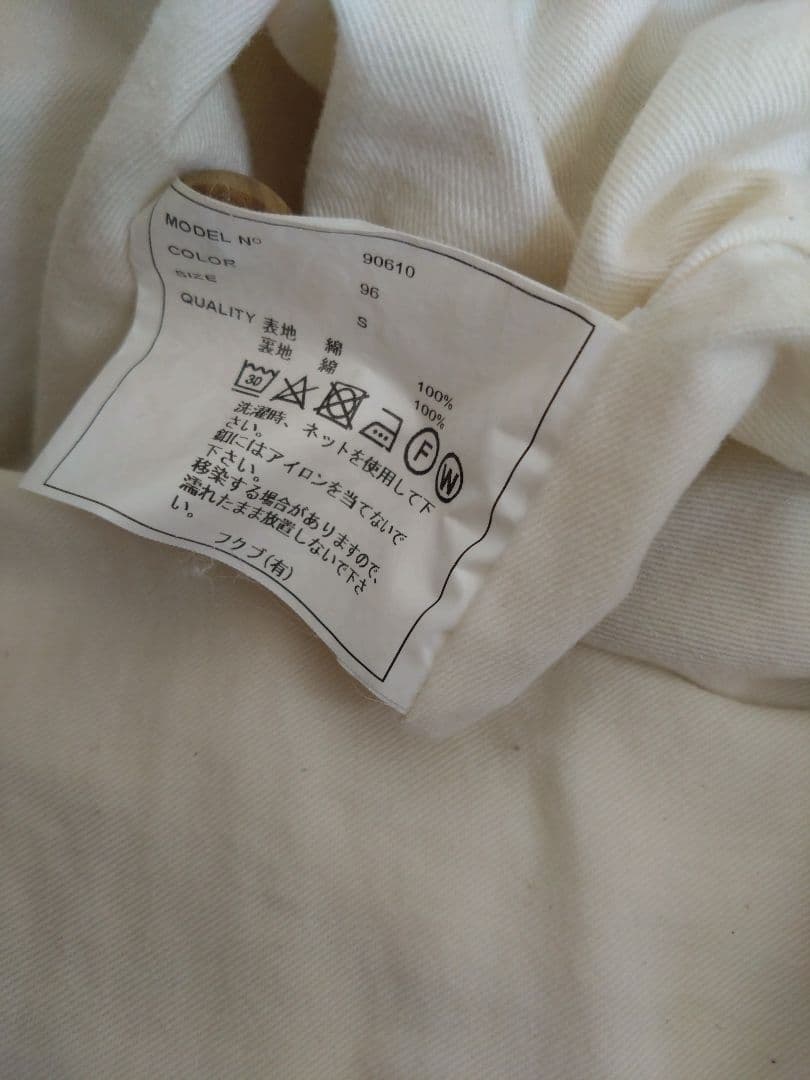 MODEL Nº 90610
COLOR 96
SIZE S
QUALITY 表地 綿 100%
裏地 綿 100%
30 F W
洗濯時、ネットを使用して下
さい。
釦にはアイロンを当てないで
下さい。
移染する場合がありますので、
濡れたまま放置しないで下さ
い。
フクブ(有)